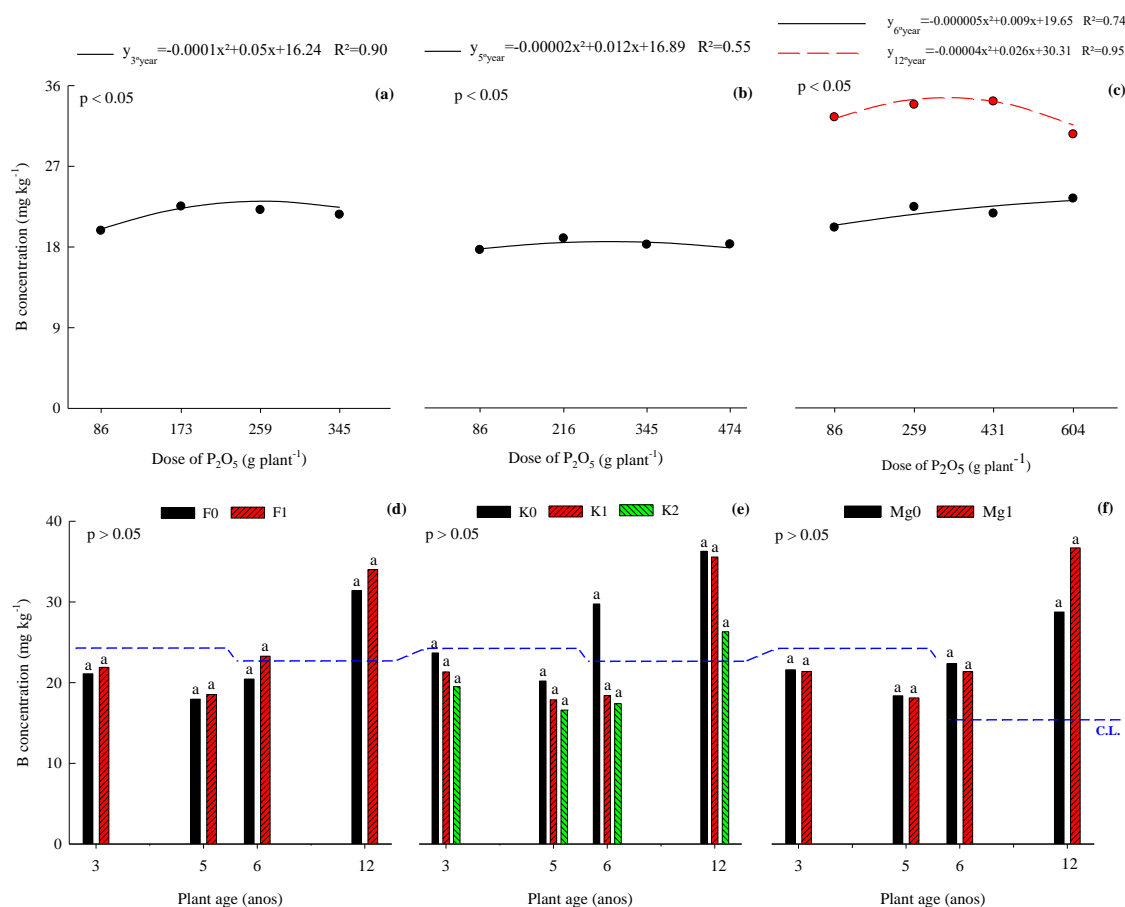 y6ºyear=-0.000005x²+0.009x+19.65 R²=0.74
y3ºyear=-0.0001x²+0.05x+16.24 R²=0.90
y5ºyear=-0.00002x²+0.012x+16.89 R²=0.55
y12ºyear=-0.00004x²+0.026x+30.31 R²=0.95
B concentration (mg kg-1)
36
27
18
9
0
p < 0.05
(a)
86 173 259 345
Dose of P2O5 (g plant-1)
p < 0.05
(b)
86 216 345 474
Dose of P2O5 (g plant-1)
p < 0.05
(c)
86 259 431 604
Dose of P2O5 (g plant-1)
B concentration (mg kg-1)
40
30
20
10
0
F0 F1
(d)
p > 0.05
a a a a a a a a
3 5 6 12
Plant age (anos)
K0 K1 K2
(e)
p > 0.05
a a a a a a a a a a a a
3 5 6 12
Plant age (anos)
Mg0 Mg1
(f)
p > 0.05
a a a a a a a a
C.L.
3 5 6 12
Plant age (anos)